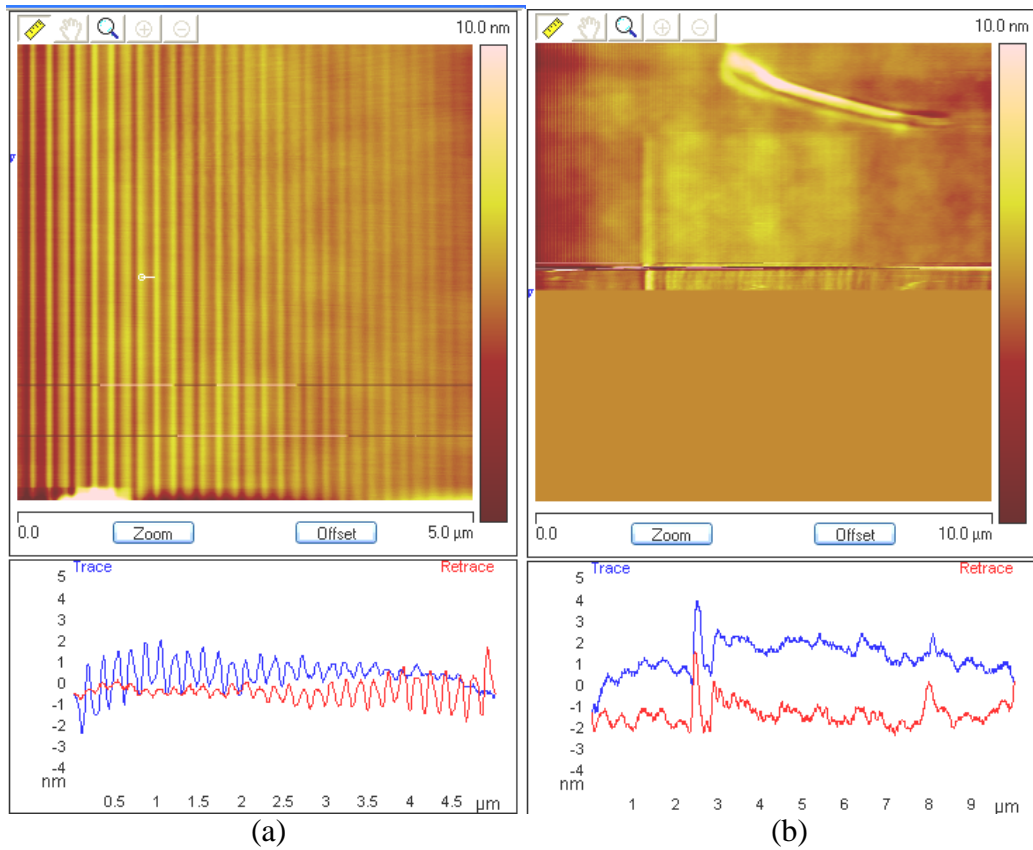 10.0 nm
0.0 Zoom Offset 5.0 µm
Trace Retrace
5
4
3
2
1
0
-1
-2
-3
-4
nm
0.5 1 1.5 2 2.5 3 3.5 4 4.5 µm
(a)
10.0 nm
0.0 Zoom Offset 10.0 µm
Trace Retrace
5
4
3
2
1
0
-1
-2
-3
-4
nm
1 2 3 4 5 6 7 8 9 µm
(b)